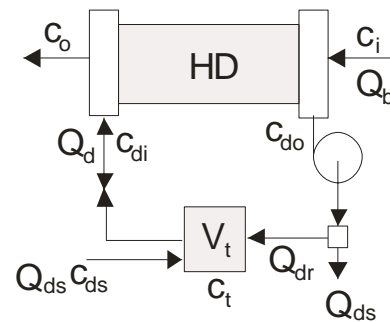 c_o
HD
c_i
Q_b
Q_d c_di
c_do
V_t
Q_dr
Q_ds c_ds
c_t
Q_ds